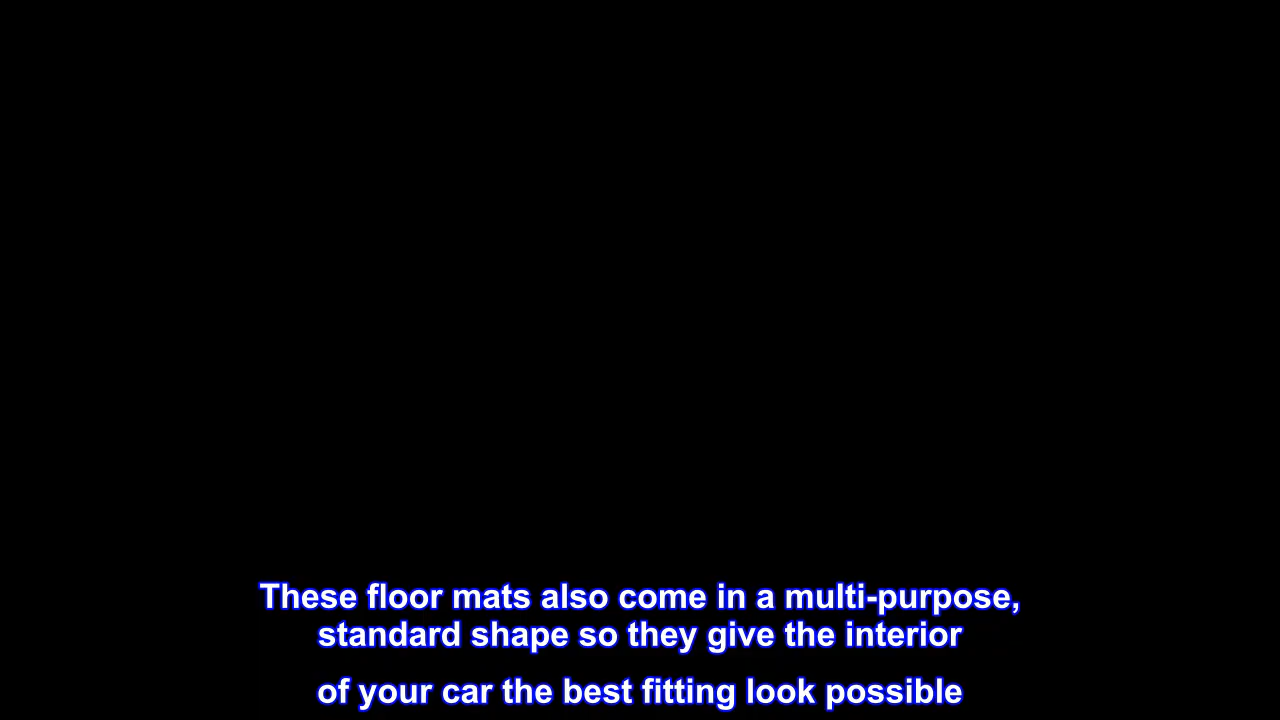 These floor mats also come in a multi-purpose,
standard shape so they give the interior
of your car the best fitting look possible